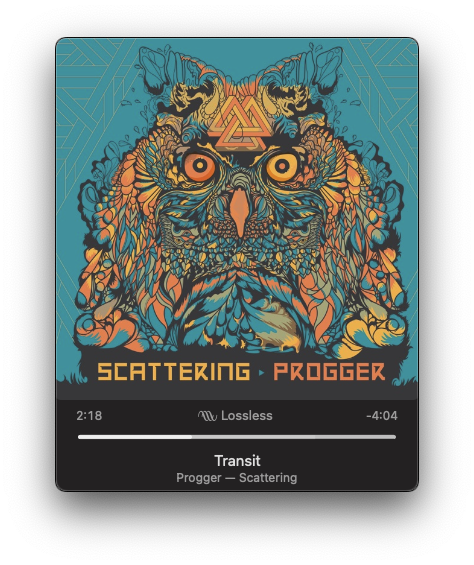 SCATTERING ‣ PROGGER
2:18 Lossless -4:04
Transit
Progger — Scattering